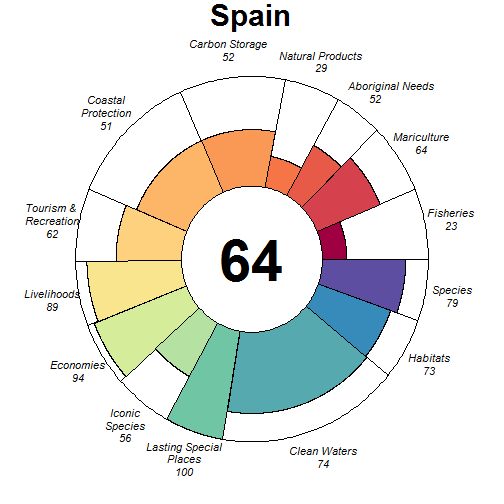 Spain
Carbon Storage
52
Natural Products
29
Aboriginal Needs
52
Mariculture
64
Fisheries
23
Species
79
Habitats
73
Clean Waters
74
Lasting Special
Places
100
Iconic
Species
56
Economies
94
Livelihoods
89
Tourism &
Recreation
62
Coastal
Protection
51
64